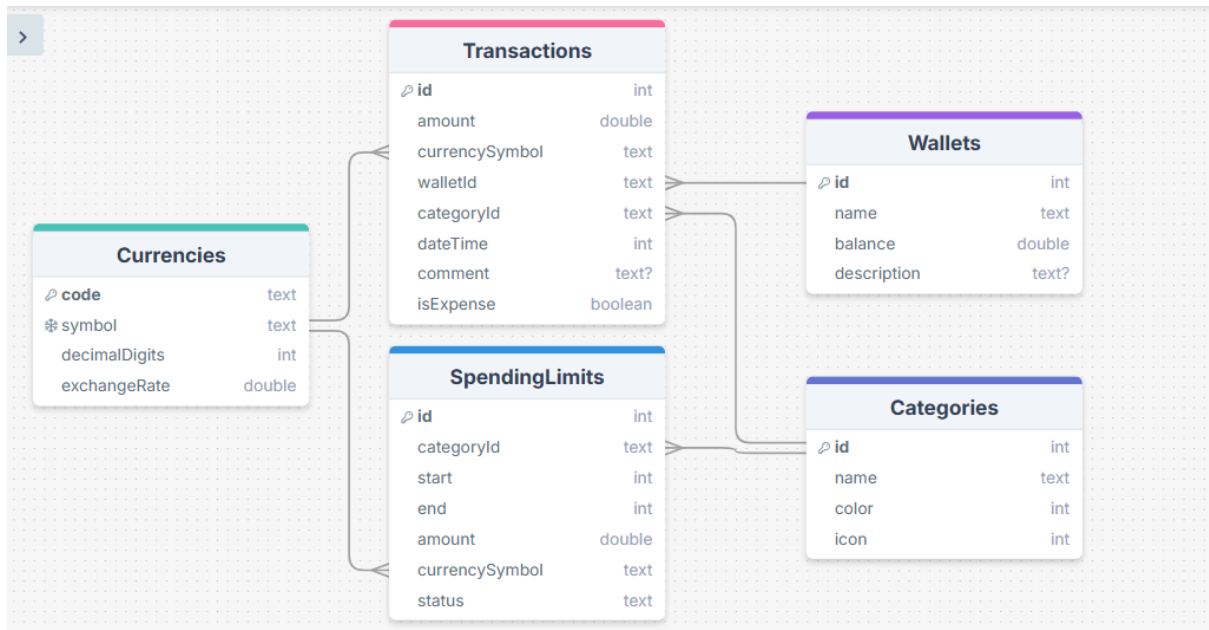 Transactions
id int
amount double
currencySymbol text
walletId text
categoryId text
dateTime int
comment text?
isExpense boolean
Wallets
id int
name text
balance double
description text?
Currencies
code text
symbol text
decimalDigits int
exchangeRate double
SpendingLimits
id int
categoryId text
start int
end int
amount double
currencySymbol text
status text
Categories
id int
name text
color int
icon int